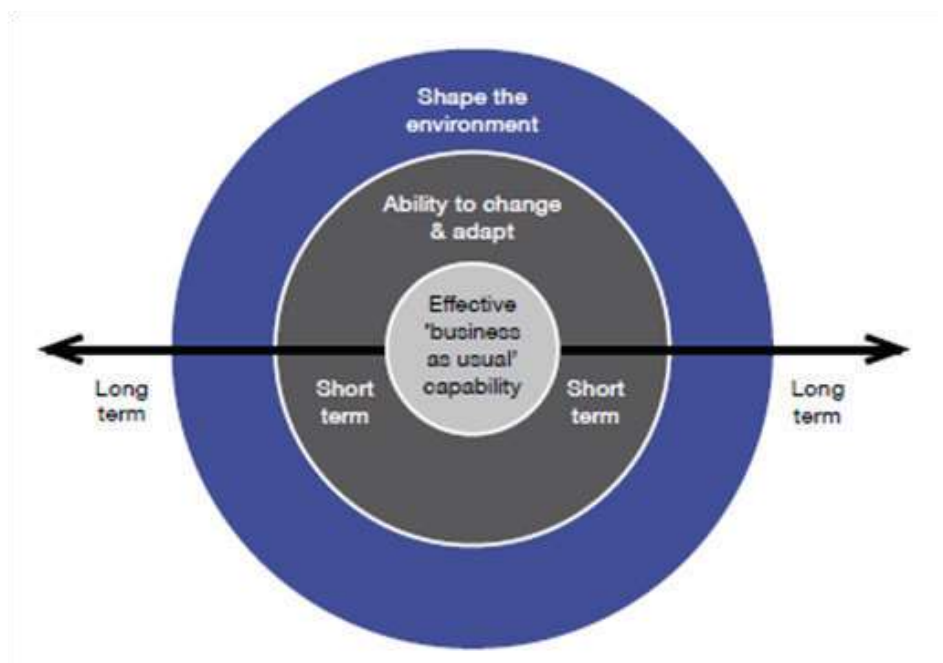 Shape the
environment
Ability to change
& adapt
Effective
'business
as usual'
capability
Long
term
Short
term
Short
term
Long
term